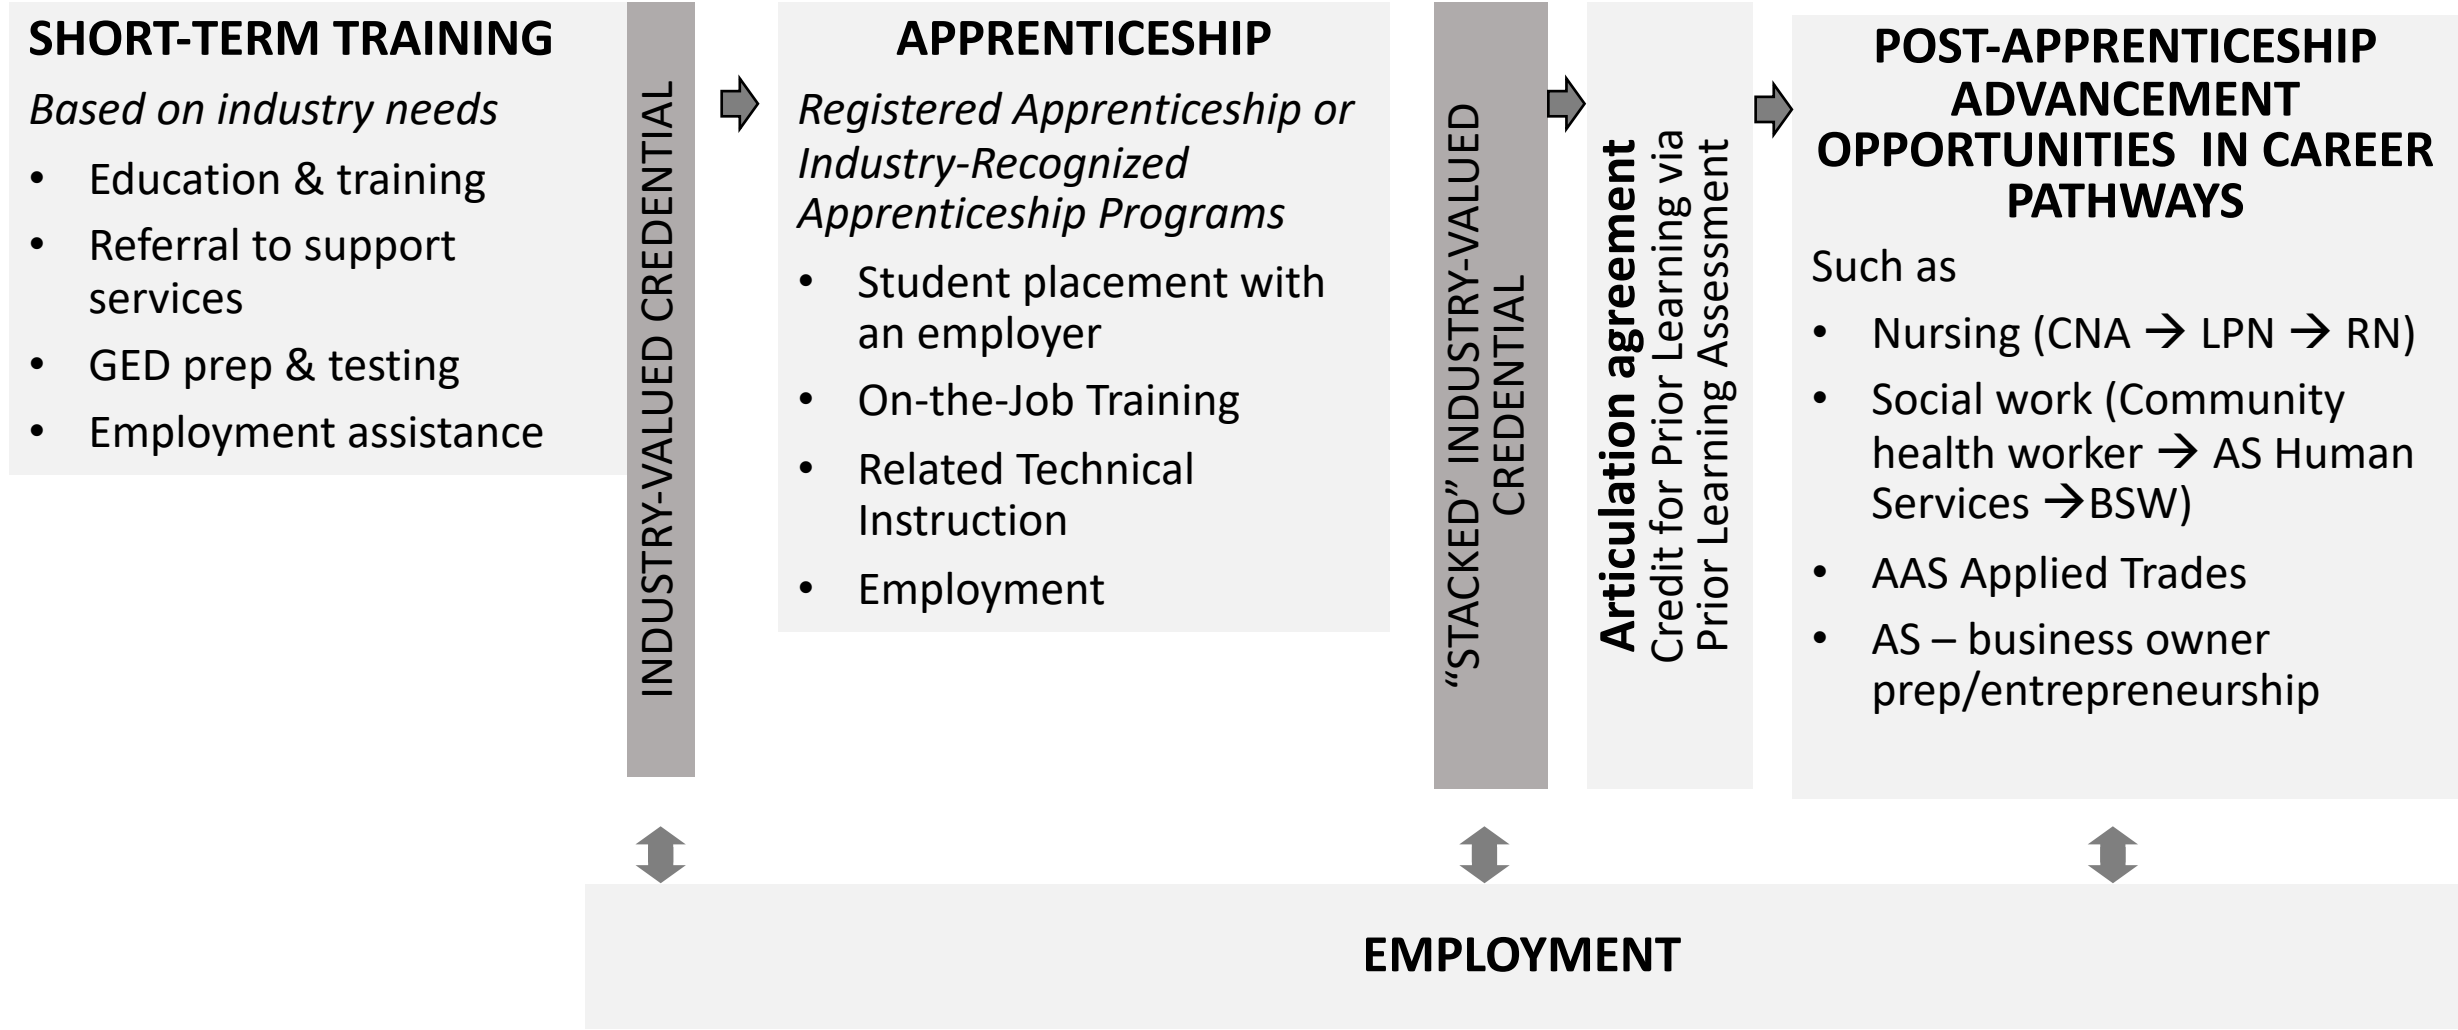 SHORT-TERM TRAINING
Based on industry needs
• Education & training
• Referral to support
services
• GED prep & testing
• Employment assistance
INDUSTRY-VALUED CREDENTIAL
APPRENTICESHIP
Registered Apprenticeship or
Industry-Recognized
Apprenticeship Programs
• Student placement with
an employer
• On-the-Job Training
• Related Technical
Instruction
• Employment
“STACKED” INDUSTRY-VALUED
CREDENTIAL
Articulation agreement
Credit for Prior Learning via
Prior Learning Assessment
POST-APPRENTICESHIP
ADVANCEMENT
OPPORTUNITIES IN CAREER
PATHWAYS
Such as
• Nursing (CNA → LPN → RN)
• Social work (Community
health worker → AS Human
Services →BSW)
• AAS Applied Trades
• AS – business owner
prep/entrepreneurship
EMPLOYMENT